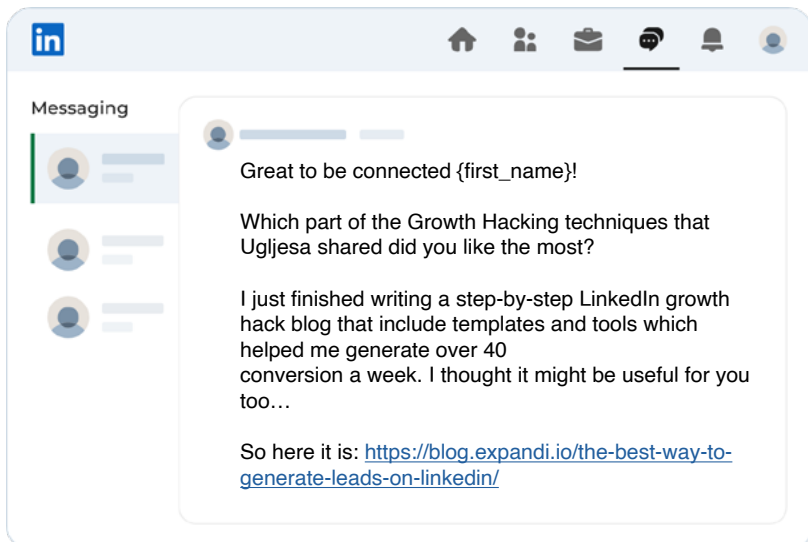 in
Messaging
Great to be connected {first_name}!
Which part of the Growth Hacking techniques that
Ugljesa shared did you like the most?
I just finished writing a step-by-step LinkedIn growth
hack blog that include templates and tools which
helped me generate over 40
conversion a week. I thought it might be useful for you
too…
So here it is: https://blog.expandi.io/the-best-way-to-
generate-leads-on-linkedin/